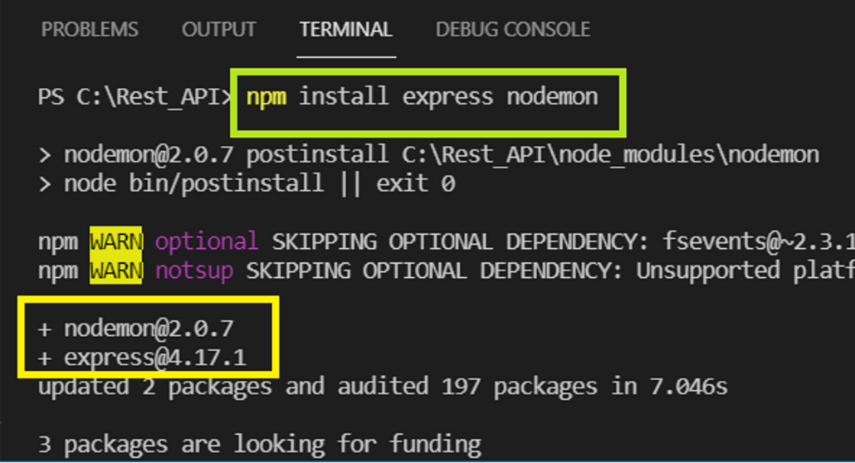 PROBLEMS OUTPUT TERMINAL DEBUG CONSOLE
PS C:\Rest_API> npm install express nodemon
> nodemon@2.0.7 postinstall C:\Rest_API\node_modules\nodemon
> node bin/postinstall || exit 0
npm WARN optional SKIPPING OPTIONAL DEPENDENCY: fsevents@~2.3.1
npm WARN notsup SKIPPING OPTIONAL DEPENDENCY: Unsupported platf
+ nodemon@2.0.7
+ express@4.17.1
updated 2 packages and audited 197 packages in 7.046s
3 packages are looking for funding